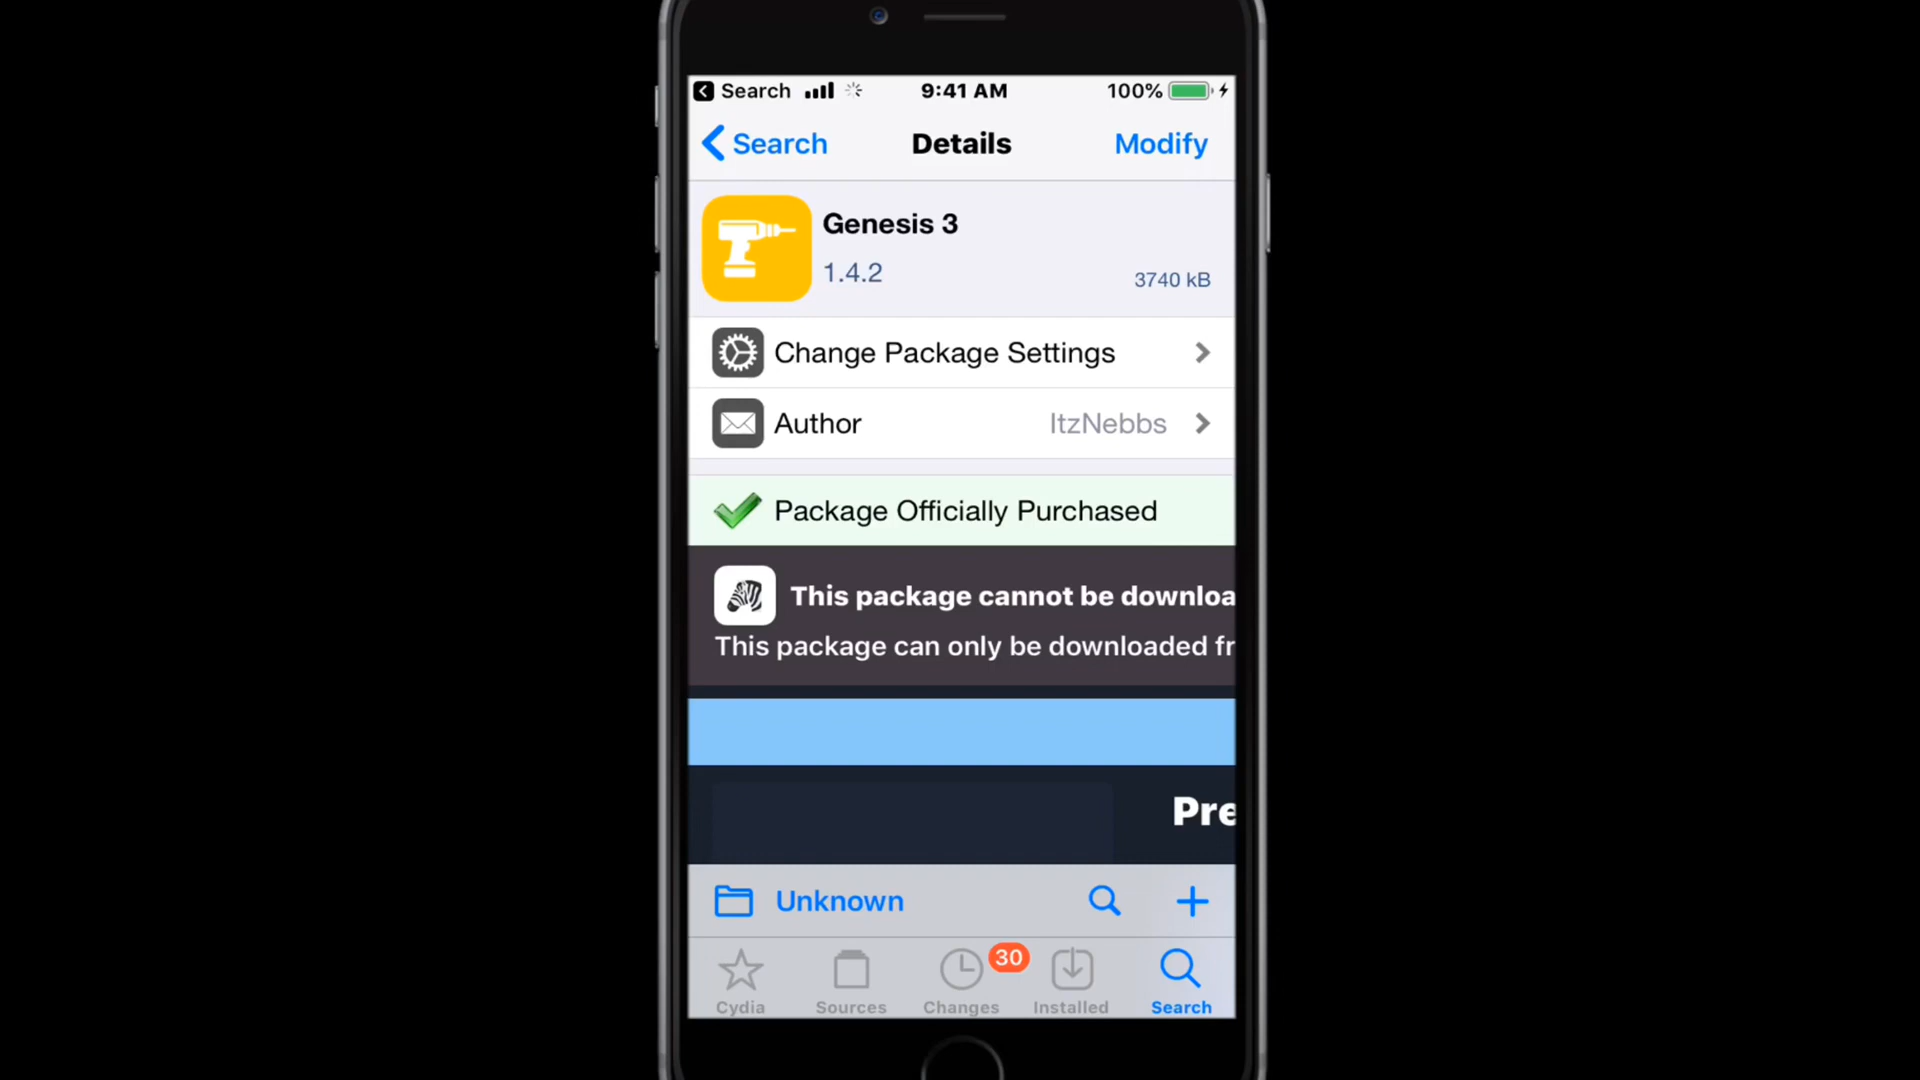 Search 9:41 AM 100%
Search Details Modify
Genesis 3
1.4.2
3740 kB
Change Package Settings
Author ItzNebbs
Package Officially Purchased
This package cannot be downloa
This package can only be downloaded fr
Pre
Unknown
30
Cydia Sources Changes Installed Search